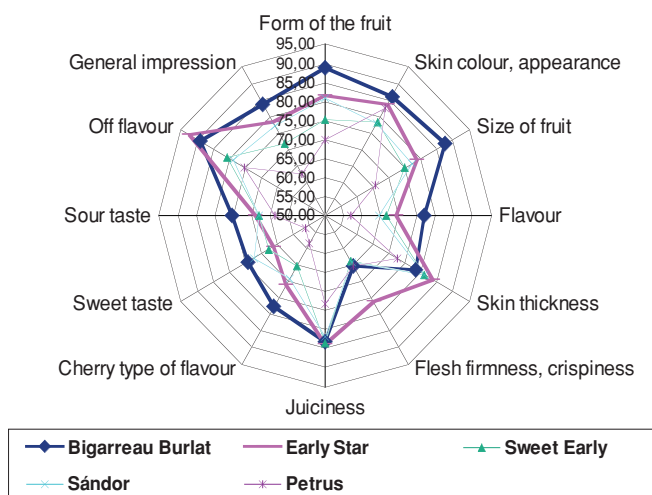 Form of the fruit
95,00
90,00
85,00
80,00
75,00
70,00
65,00
60,00
55,00
50,00
Skin colour, appearance
Size of fruit
Flavour
Skin thickness
Flesh firmness, crispiness
Juiciness
Cherry type of flavour
Sweet taste
Sour taste
Off flavour
General impression
Bigarreau Burlat Early Star Sweet Early
Sándor Petrus